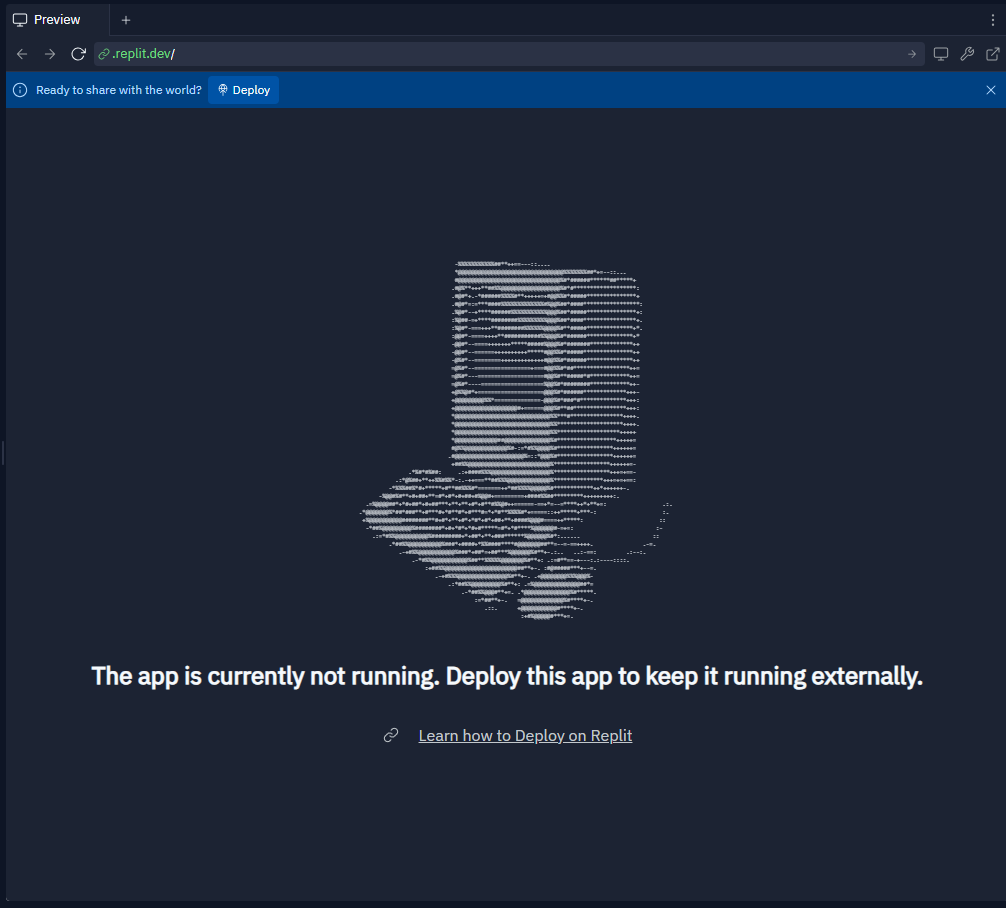 Preview
.replit.dev/
Ready to share with the world? Deploy
The app is currently not running. Deploy this app to keep it running externally.
Learn how to Deploy on Replit